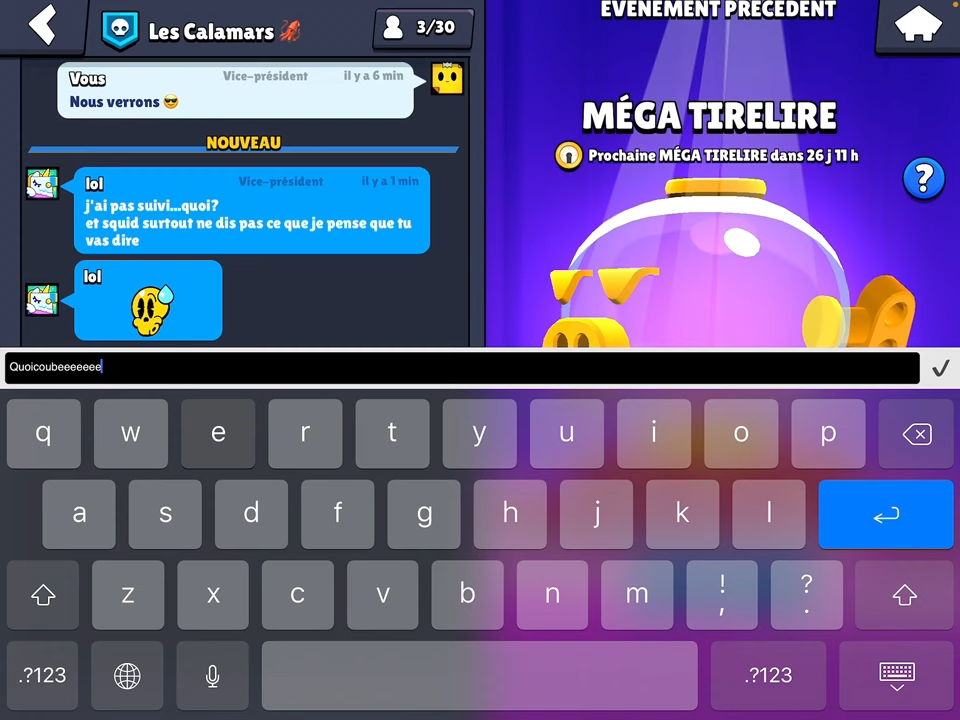 Les Calamars 🦑
3/30
Vous
Vice-président
il y a 6 min
Nous verrons 😎
NOUVEAU
lol
Vice-président
il y a 1 min
j'ai pas suivi...quoi?
et squid surtout ne dis pas ce que je pense que tu
vas dire
lol
ÉVÉNEMENT PRÉCÉDENT
MÉGA TIRELIRE
Prochaine MÉGA TIRELIRE dans 26 j 11 h
?
Quoicoubeeeeeee
q w e r t y u i o p
a s d f g h j k l
z x c v b n m ! , ? .
.?123 .?123